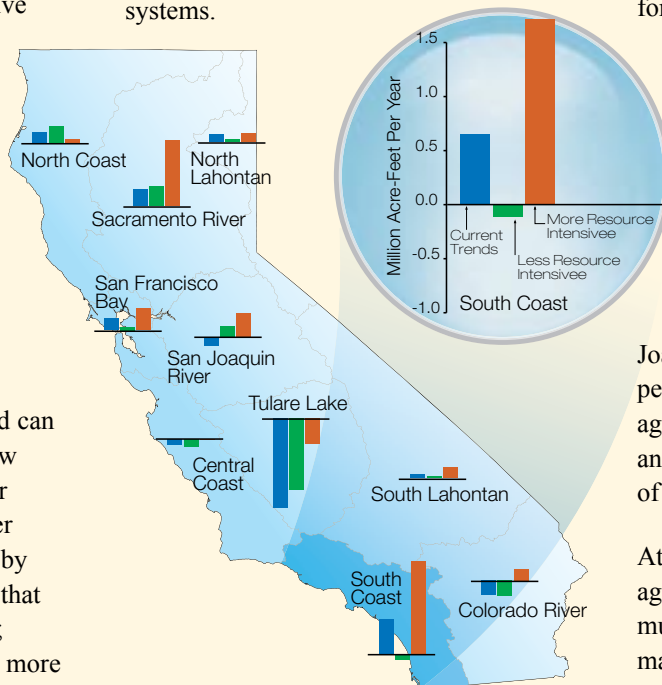 ve
systems.
for
1.5
1.0
0.5
0.0
-0.5
-1.0
Million Acre-Feet Per Year
Current
Trends
Less Resource
Intensivee
More Resource
Intensivee
South Coast
North Coast
North
Lahontan
Sacramento River
San Francisco
Bay
San Joaquin
River
Tulare Lake
Central
Coast
South Lahontan
South
Coast
Colorado River
d can
w
r
er
by
that
g
more
Joa
pe
ag
an
of
At
ag
mu
ma